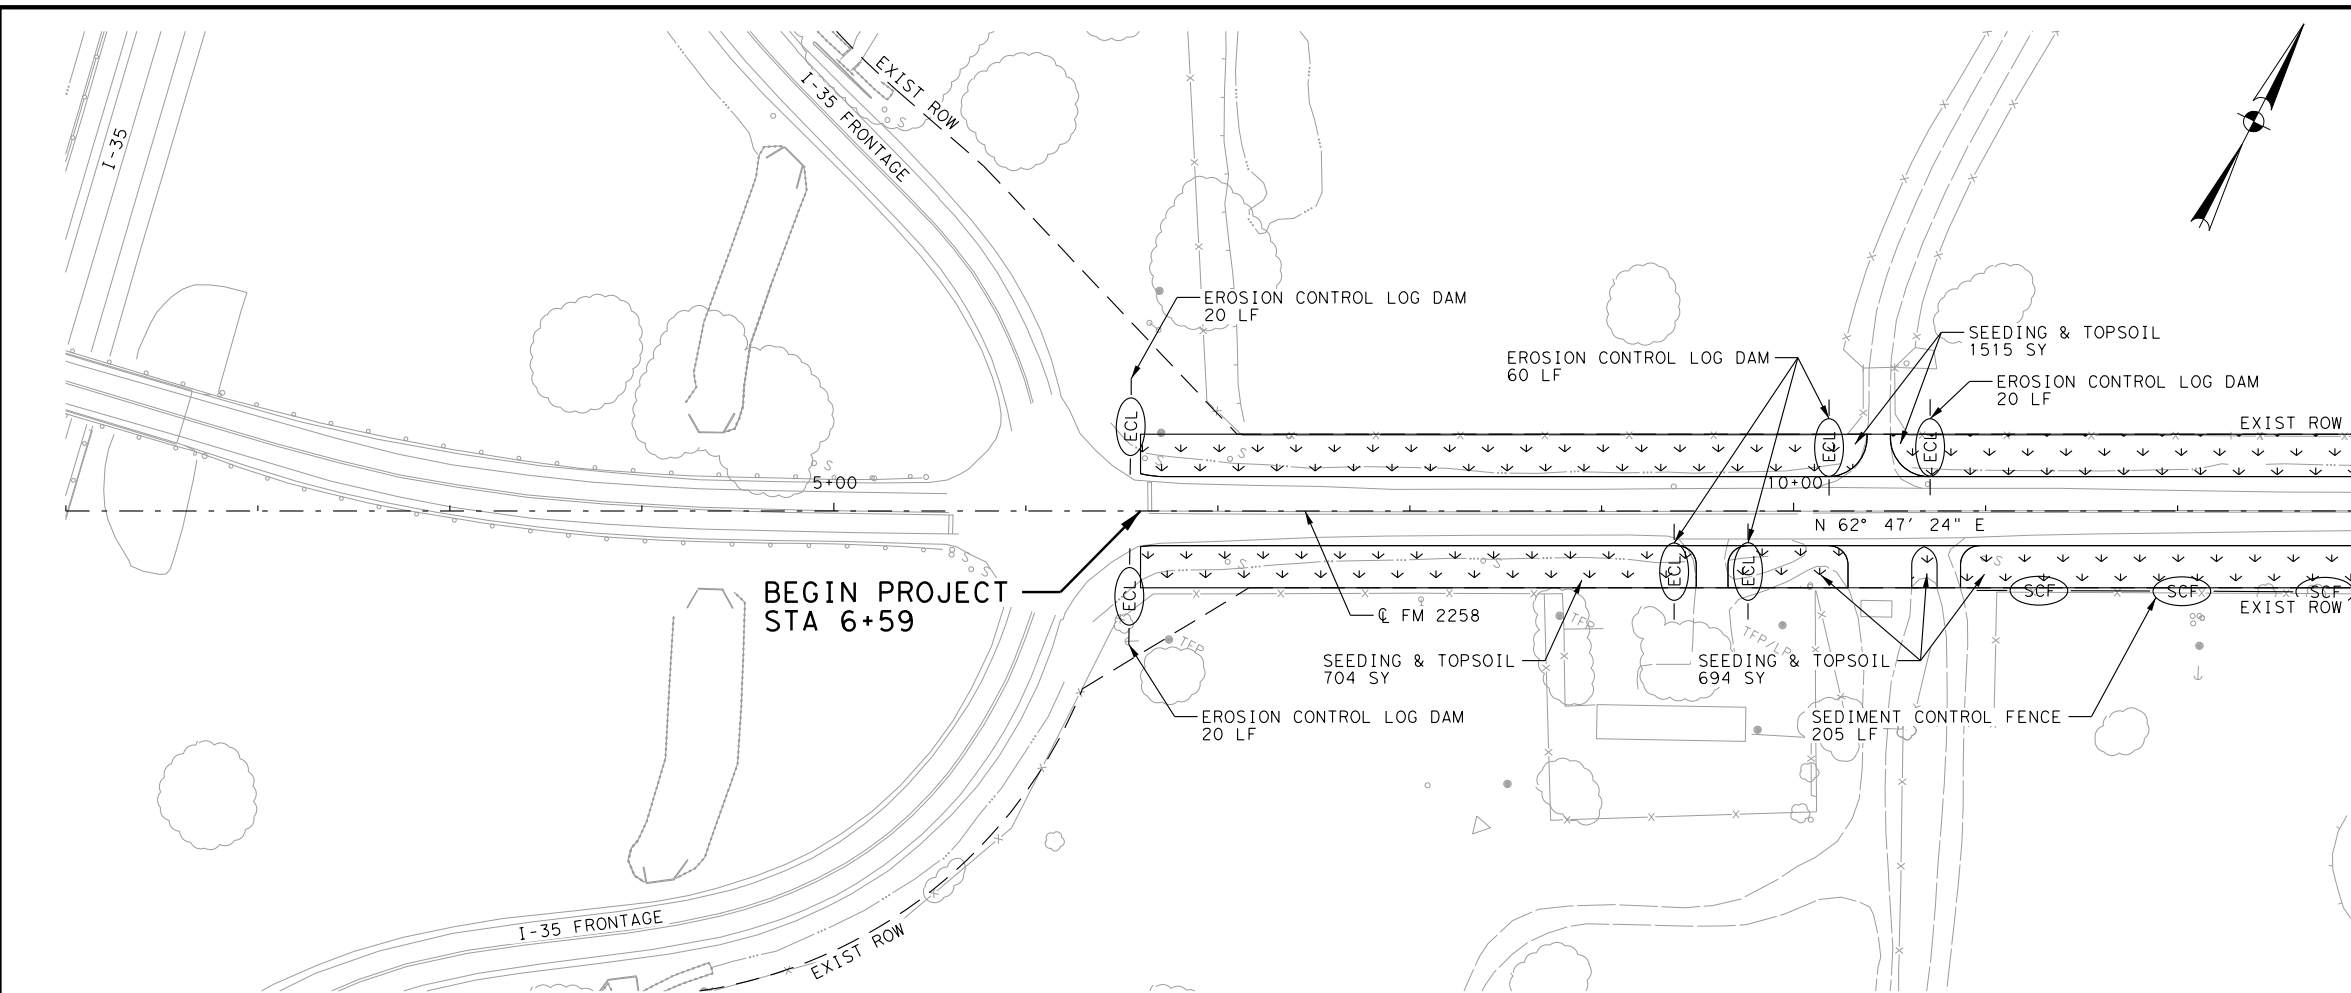 I-35
EXIST ROW
I-35 FRONTAGE
S
EROSION CONTROL LOG DAM
20 LF
SEEDING & TOPSOIL
1515 SY
EROSION CONTROL LOG DAM
60 LF
EROSION CONTROL LOG DAM
20 LF
ECL
ECL
ECL
EXIST ROW
S
S
S
5+00
10+00
N 62° 47' 24" E
S
S
S
S
S
ECL
ECL
ECL
BEGIN PROJECT
STA 6+59
SCF
SCF
SCF
EXIST ROW
℄ FM 2258
TFP
TFP
TFP/LP
SEEDING & TOPSOIL
704 SY
SEEDING & TOPSOIL
694 SY
EROSION CONTROL LOG DAM
20 LF
SEDIMENT CONTROL FENCE
205 LF
I-35 FRONTAGE
EXIST ROW